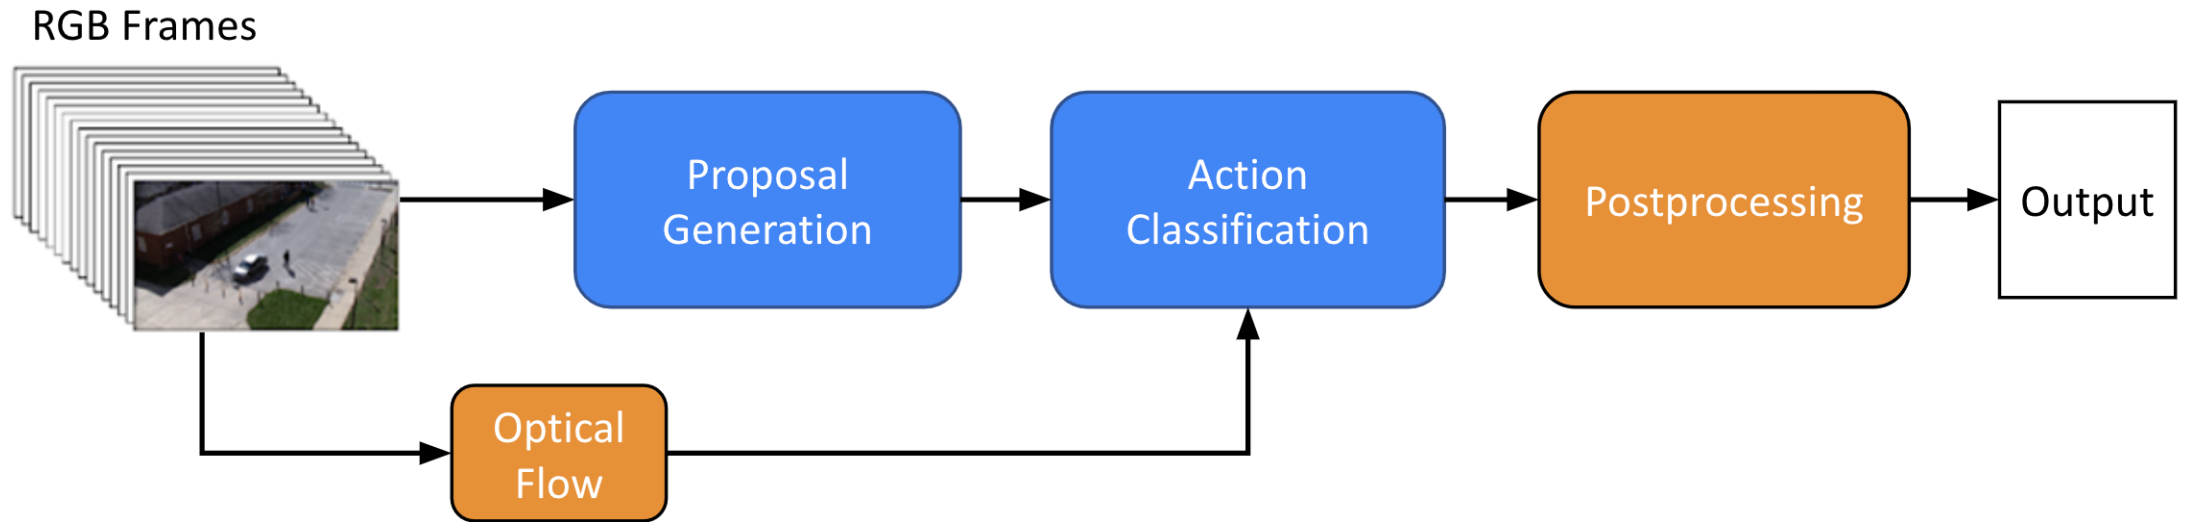 RGB Frames
Proposal
Generation
Action
Classification
Postprocessing
Output
Optical
Flow